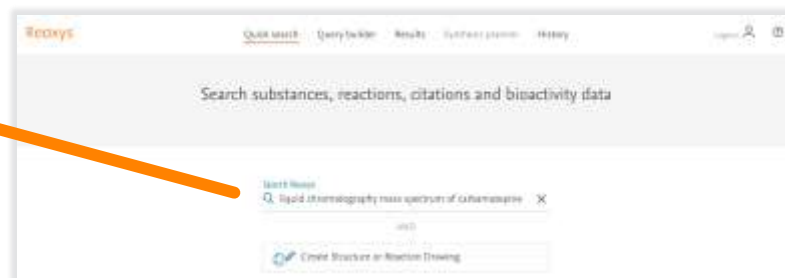 Reaxys
Quick search Query builder Results Synthesis planner History
Search substances, reactions, citations and bioactivity data
Search Reaxys
liquid chromatography mass spectrum of carbamazepine
AND
Create Structure or Reaction Drawing